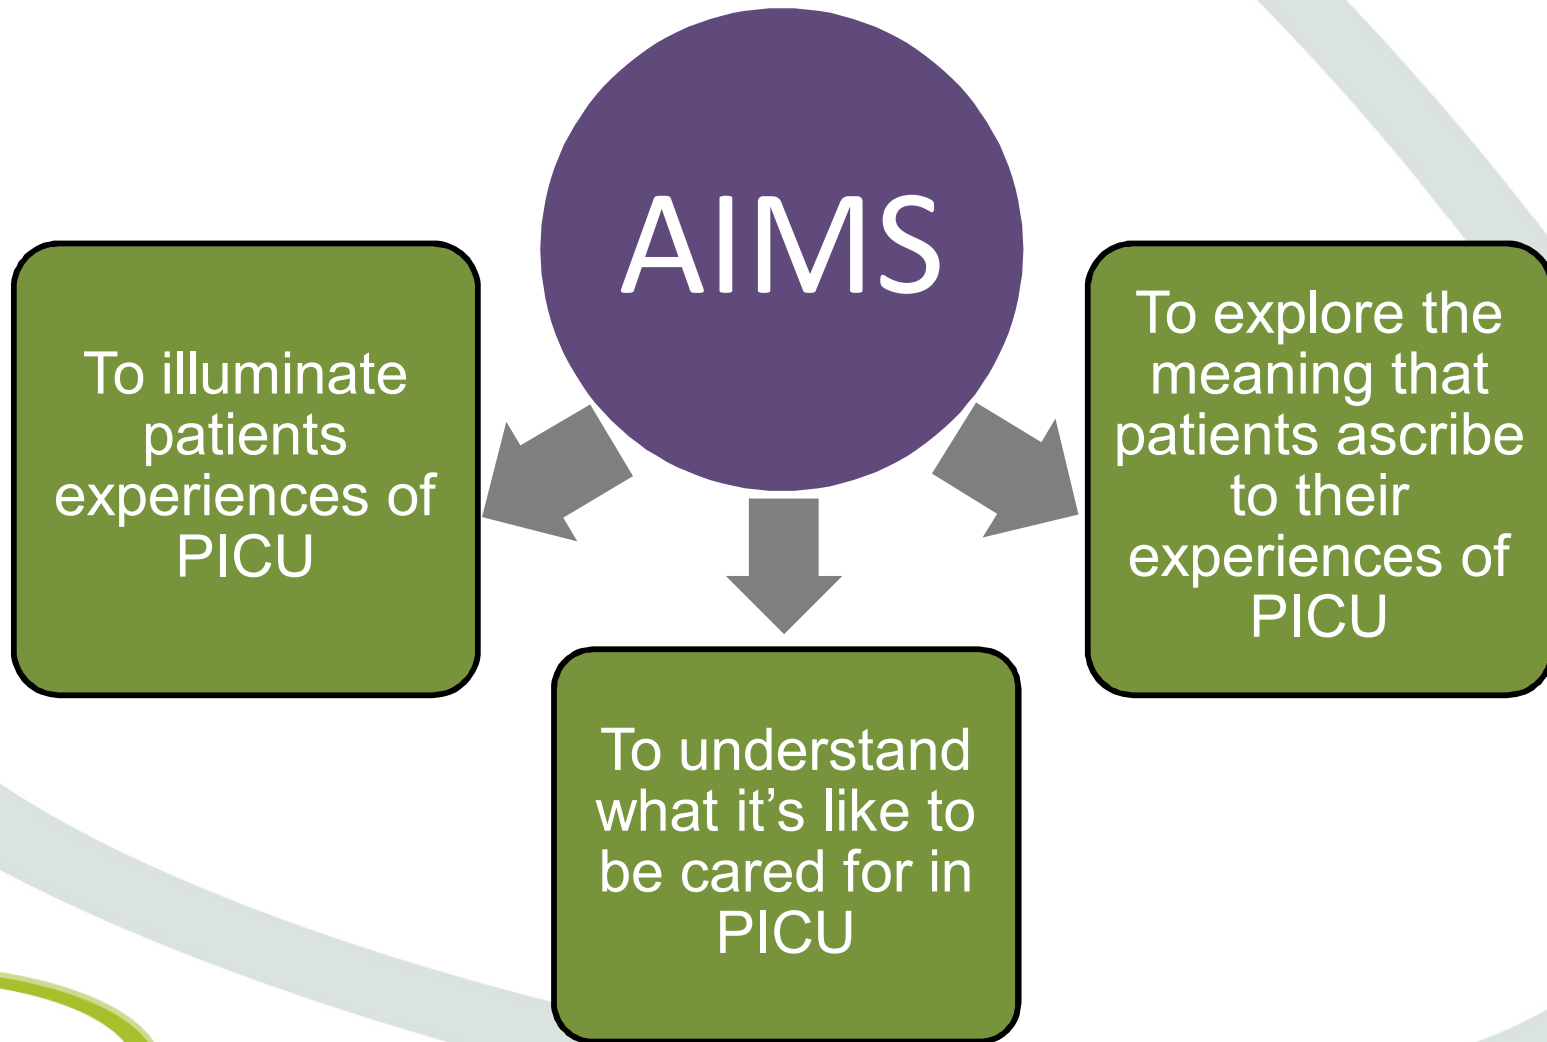 AIMS
To illuminate
patients
experiences of
PICU
To understand
what it’s like to
be cared for in
PICU
To explore the
meaning that
patients ascribe
to their
experiences of
PICU